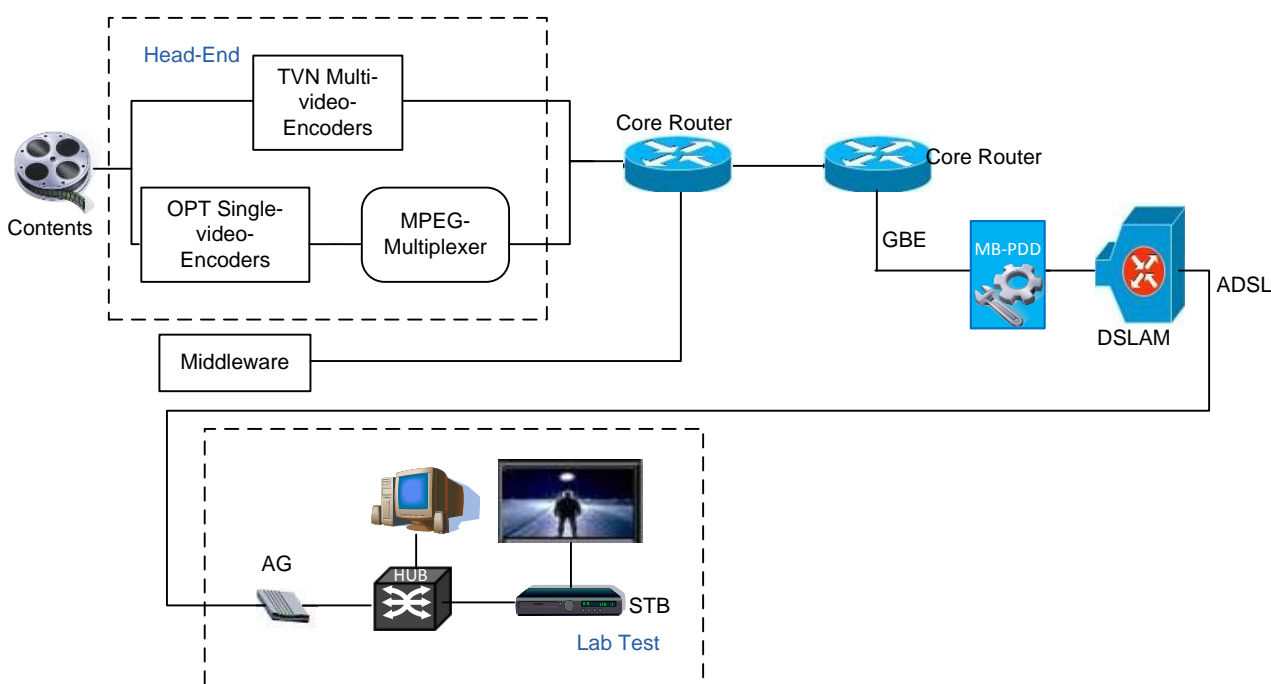 Head-End
TVN Multi-
video-
Encoders
Contents
OPT Single-
video-
Encoders
MPEG-
Multiplexer
Core Router
Core Router
GBE
MB-PDD
DSLAM
ADSL
Middleware
AG
HUB
STB
Lab Test